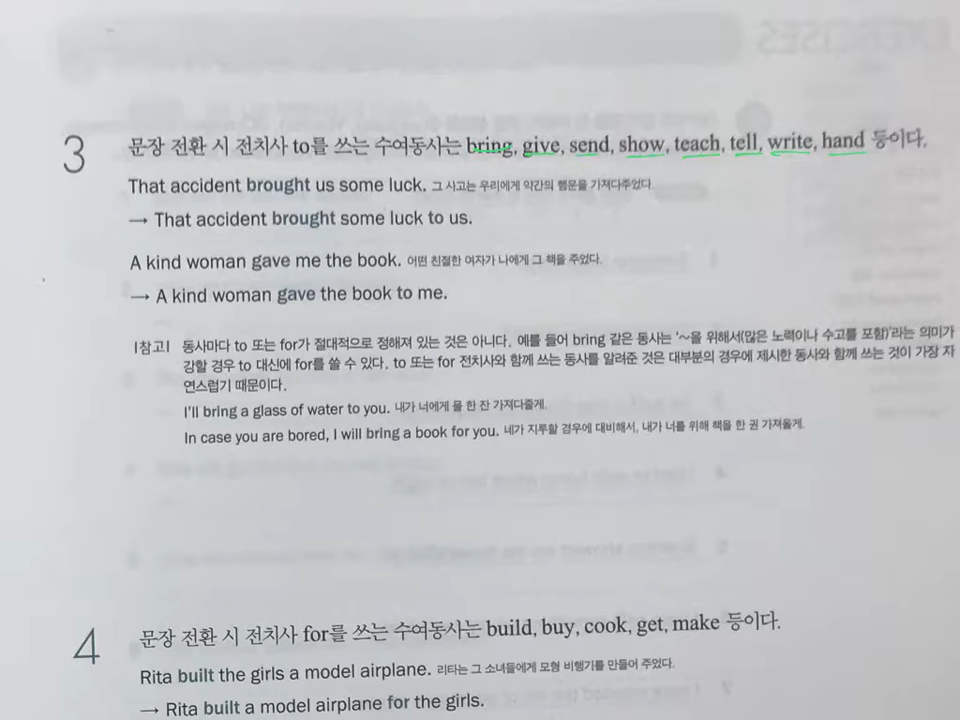 EXERCISES
3
문장 전환 시 전치사 to를 쓰는 수여동사는 bring, give, send, show, teach, tell, write, hand 등이다.
That accident brought us some luck. 그 사고는 우리에게 약간의 행운을 가져다주었다.
→ That accident brought some luck to us.
A kind woman gave me the book. 어떤 친절한 여자가 나에게 그 책을 주었다.
→ A kind woman gave the book to me.
|참고| 동사마다 to 또는 for가 절대적으로 정해져 있는 것은 아니다. 예를 들어 bring 같은 동사는 '~을 위해서(많은 노력이나 수고를 포함)'라는 의미가
강할 경우 to 대신에 for를 쓸 수 있다. to 또는 for 전치사와 함께 쓰는 동사를 알려준 것은 대부분의 경우에 제시한 동사와 함께 쓰는 것이 가장 자
연스럽기 때문이다.
I'll bring a glass of water to you. 내가 너에게 물 한 잔 가져다줄게.
In case you are bored, I will bring a book for you. 네가 지루할 경우에 대비해서, 내가 너를 위해 책을 한 권 가져올게.
4
문장 전환 시 전치사 for를 쓰는 수여동사는 build, buy, cook, get, make 등이다.
Rita built the girls a model airplane. 리타는 그 소녀들에게 모형 비행기를 만들어 주었다.
→ Rita built a model airplane for the girls.